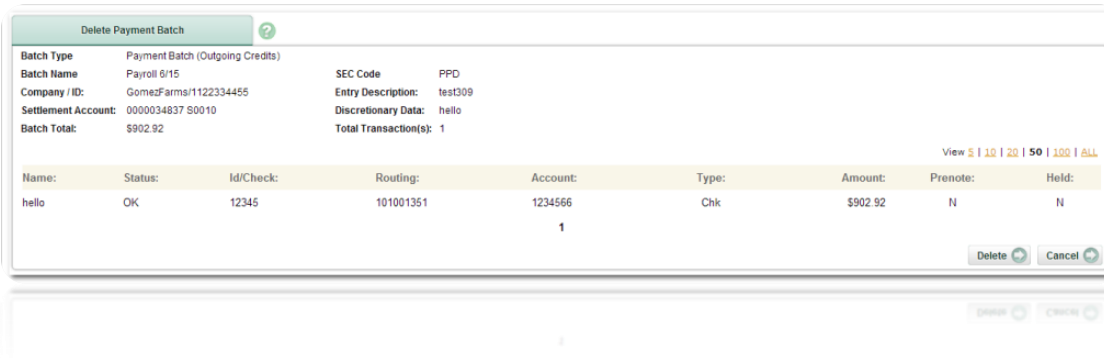 Delete Payment Batch ?
Batch Type Payment Batch (Outgoing Credits)
Batch Name Payroll 6/15 SEC Code PPD
Company / ID: GomezFarms/1122334455 Entry Description: test309
Settlement Account: 0000034837 S0010 Discretionary Data: hello
Batch Total: $902.92 Total Transaction(s): 1
View 5 | 10 | 20 | 50 | 100 | ALL
Name: Status: Id/Check: Routing: Account: Type: Amount: Prenote: Held:
hello OK 12345 101001351 1234566 Chk $902.92 N N
1
Delete Cancel